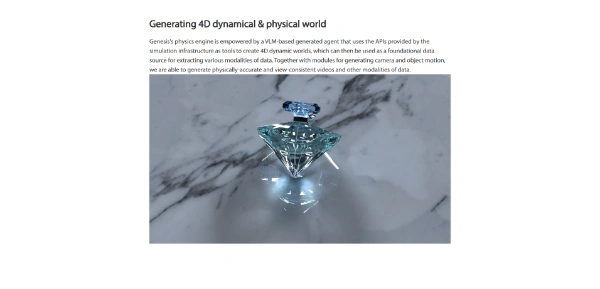 Generating 4D dynamical & physical world
Genesis's physics engine is empowered by a VLM-based generated agent that uses the APIs provided by the
simulation infrastructure as tools to create 4D dynamic worlds, which can then be used as a foundational data
source for extracting various modalities of data. Together with modules for generating camera and object motion,
we are able to generate physically-accurate and view-consistent videos and other modalities of data.